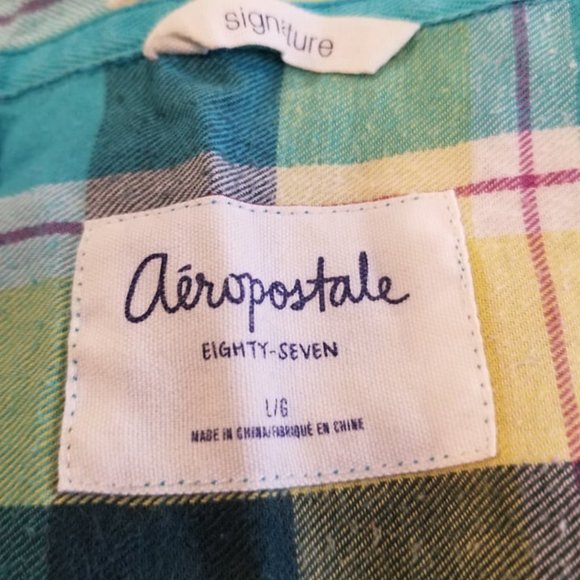 signature
aéropostale
EIGHTY-SEVEN
L/G
MADE IN CHINA/FABRIQUÉ EN CHINE